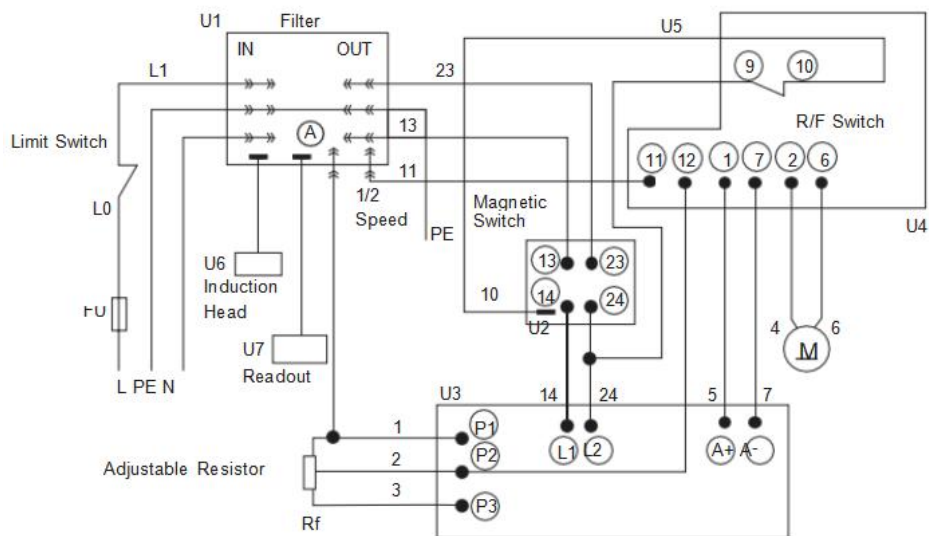 U1 Filter
IN OUT
U5
L1
23
9 10
R/F Switch
A
13
Limit Switch
11
11 12 1 7 2 6
1/2
Speed
Magnetic
Switch
L0
PE
U4
U6
Induction
Head
13 23
10
14 24
U2
4 6
M
FU
U7
Readout
L PE N
U3
14 24
5 7
1
P1
L1 L2
A+ A-
2
P2
Adjustable Resistor
3
P3
Rf